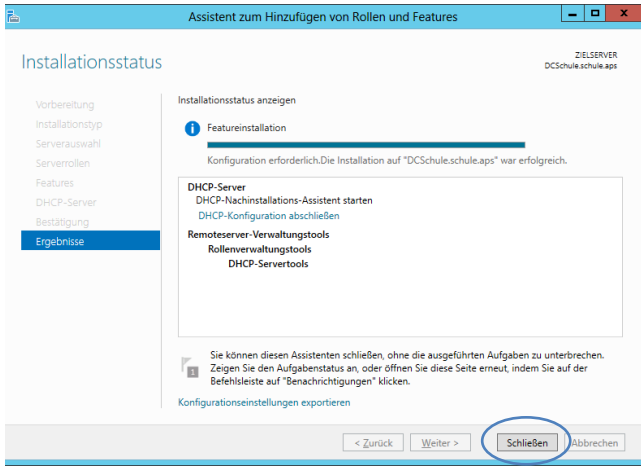 Assistent zum Hinzufügen von Rollen und Features
Installationsstatus
ZIELSERVER
DCSchule.schule.aps
Vorbereitung
Installationstyp
Serverauswahl
Serverrollen
Features
DHCP-Server
Bestätigung
Ergebnisse
Installationsstatus anzeigen
Featureinstallation
Konfiguration erforderlich.Die Installation auf "DCSchule.schule.aps" war erfolgreich.
DHCP-Server
DHCP-Nachinstallations-Assistent starten
DHCP-Konfiguration abschließen
Remoteserver-Verwaltungstools
Rollenverwaltungstools
DHCP-Servertools
1
Sie können diesen Assistenten schließen, ohne die ausgeführten Aufgaben zu unterbrechen.
Zeigen Sie den Aufgabenstatus an, oder öffnen Sie diese Seite erneut, indem Sie auf der
Befehlsleiste auf "Benachrichtigungen" klicken.
Konfigurationseinstellungen exportieren
< Zurück Weiter > Schließen Abbrechen